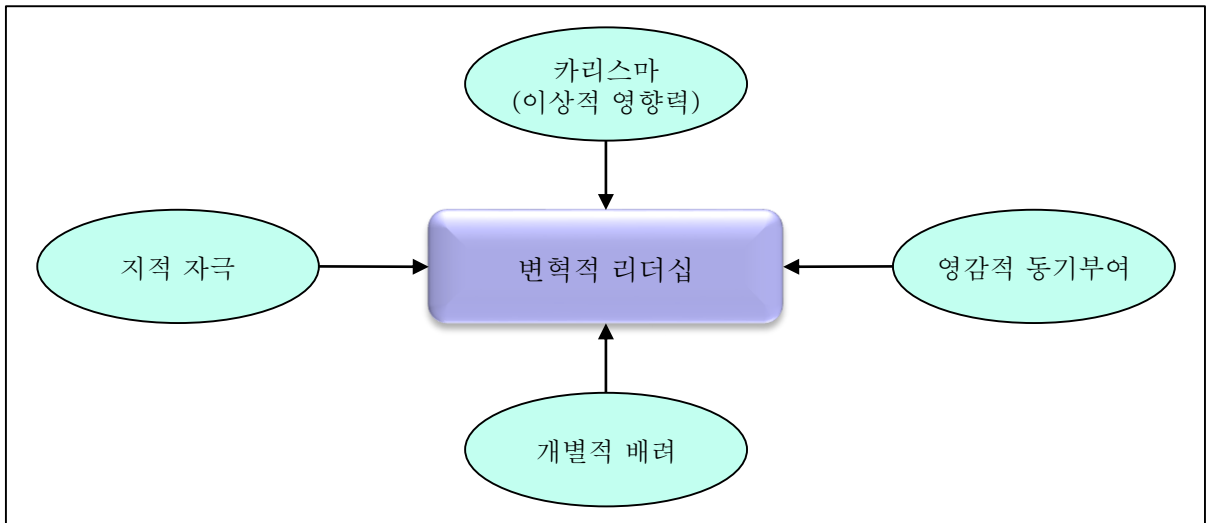 카리스마
(이상적 영향력)
지적 자극
변혁적 리더십
영감적 동기부여
개별적 배려